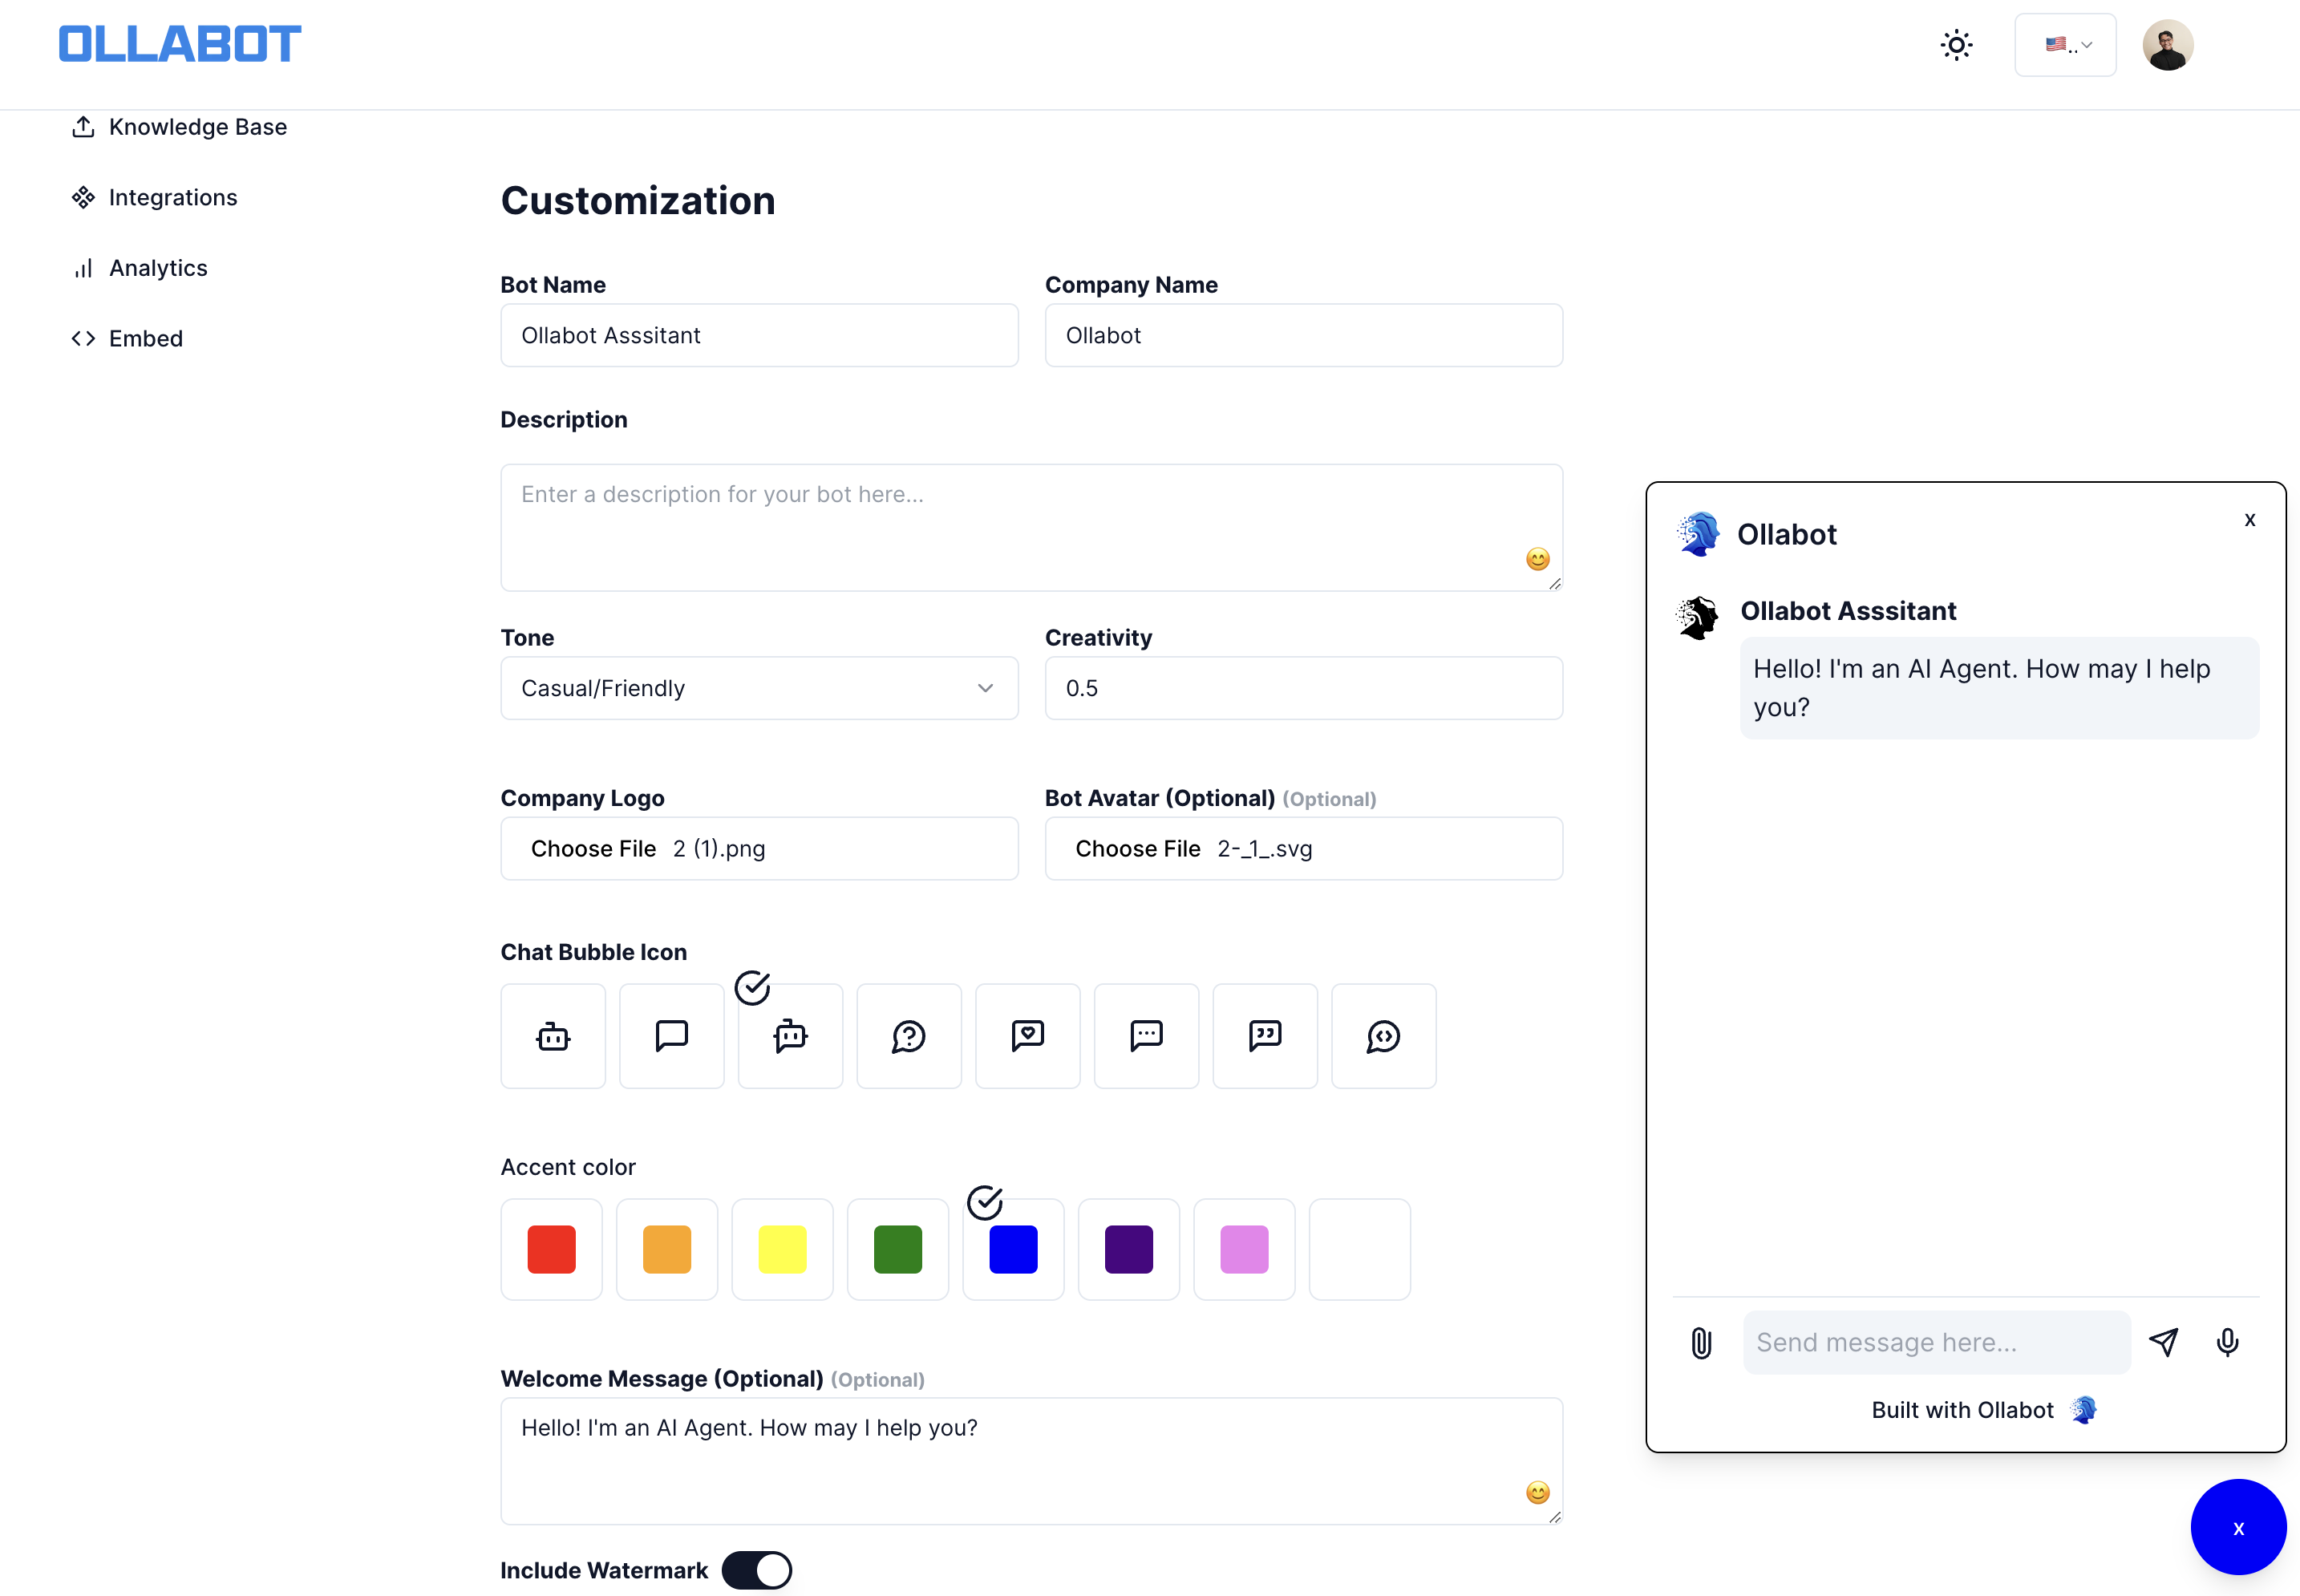 OLLABOT
..
Knowledge Base
Integrations
Analytics
Embed
Customization
Bot Name
Company Name
Ollabot Asssitant
Ollabot
Description
Enter a description for your bot here...
Tone
Creativity
Casual/Friendly
0.5
Company Logo
Bot Avatar (Optional) (Optional)
Choose File 2 (1).png
Choose File 2-_1_.svg
Chat Bubble Icon
Accent color
Welcome Message (Optional) (Optional)
Hello! I'm an AI Agent. How may I help you?
Include Watermark
Ollabot
x
Ollabot Asssitant
Hello! I'm an AI Agent. How may I help
you?
Send message here...
Built with Ollabot
x